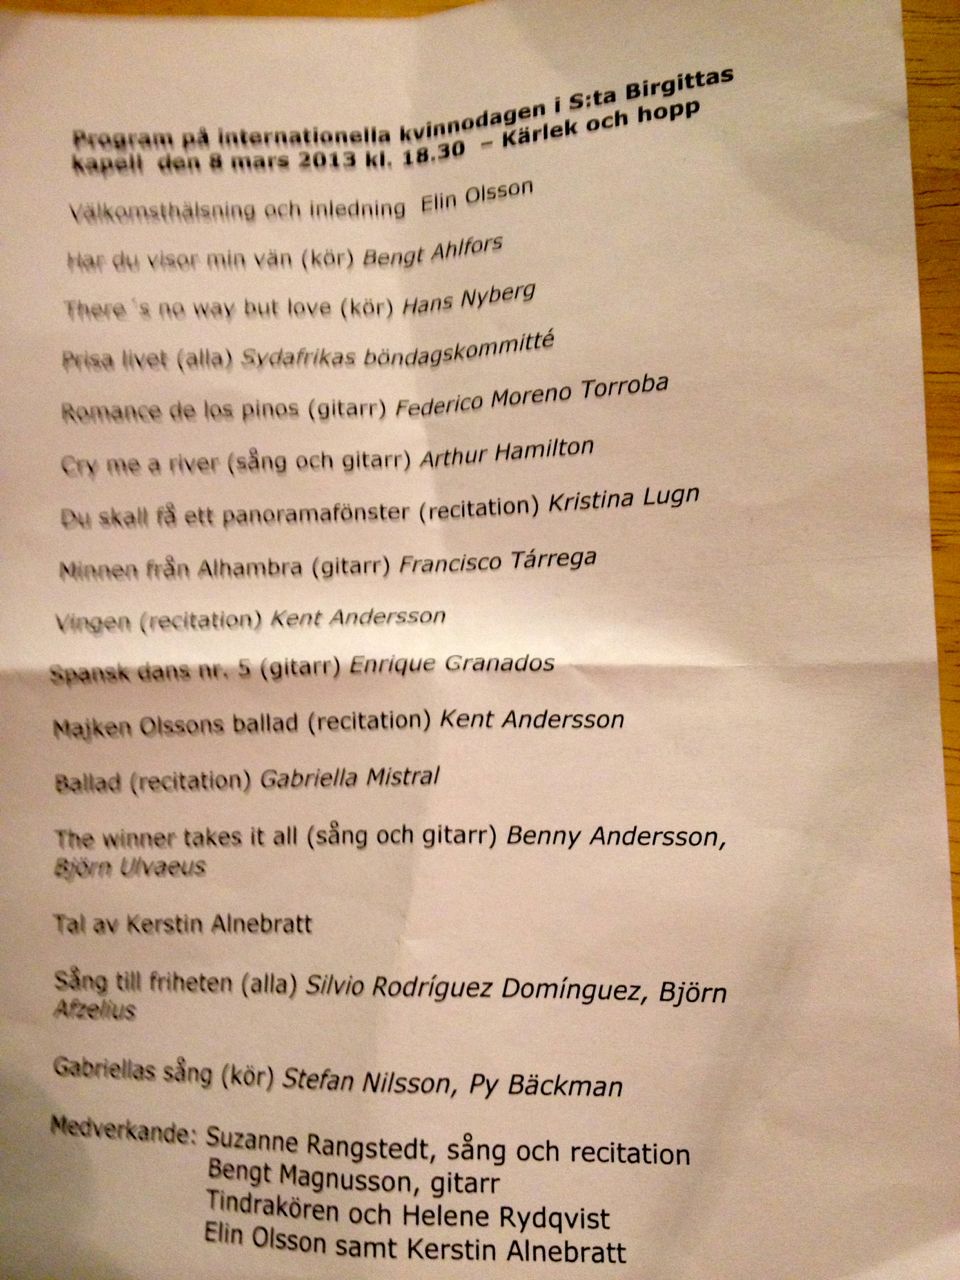 Program på internationella kvinnodagen i S:ta Birgittas
kapell den 8 mars 2013 kl. 18.30 – Kärlek och hopp
Välkomsthälsning och inledning Elin Olsson
Har du visor min vän (kör) Bengt Ahlfors
There´s no way but love (kör) Hans Nyberg
Prisa livet (alla) Sydafrikas böndagskommitté
Romance de los pinos (gitarr) Federico Moreno Torroba
Cry me a river (sång och gitarr) Arthur Hamilton
Du skall få ett panoramafönster (recitation) Kristina Lugn
Minnen från Alhambra (gitarr) Francisco Tárrega
Vingen (recitation) Kent Andersson
Spansk dans nr. 5 (gitarr) Enrique Granados
Majken Olssons ballad (recitation) Kent Andersson
Ballad (recitation) Gabriella Mistral
The winner takes it all (sång och gitarr) Benny Andersson,
Björn Ulvaeus
Tal av Kerstin Alnebratt
Sång till friheten (alla) Silvio Rodríguez Domínguez, Björn
Afzelius
Gabriellas sång (kör) Stefan Nilsson, Py Bäckman
Medverkande: Suzanne Rangstedt, sång och recitation
Bengt Magnusson, gitarr
Tindrakören och Helene Rydqvist
Elin Olsson samt Kerstin Alnebratt